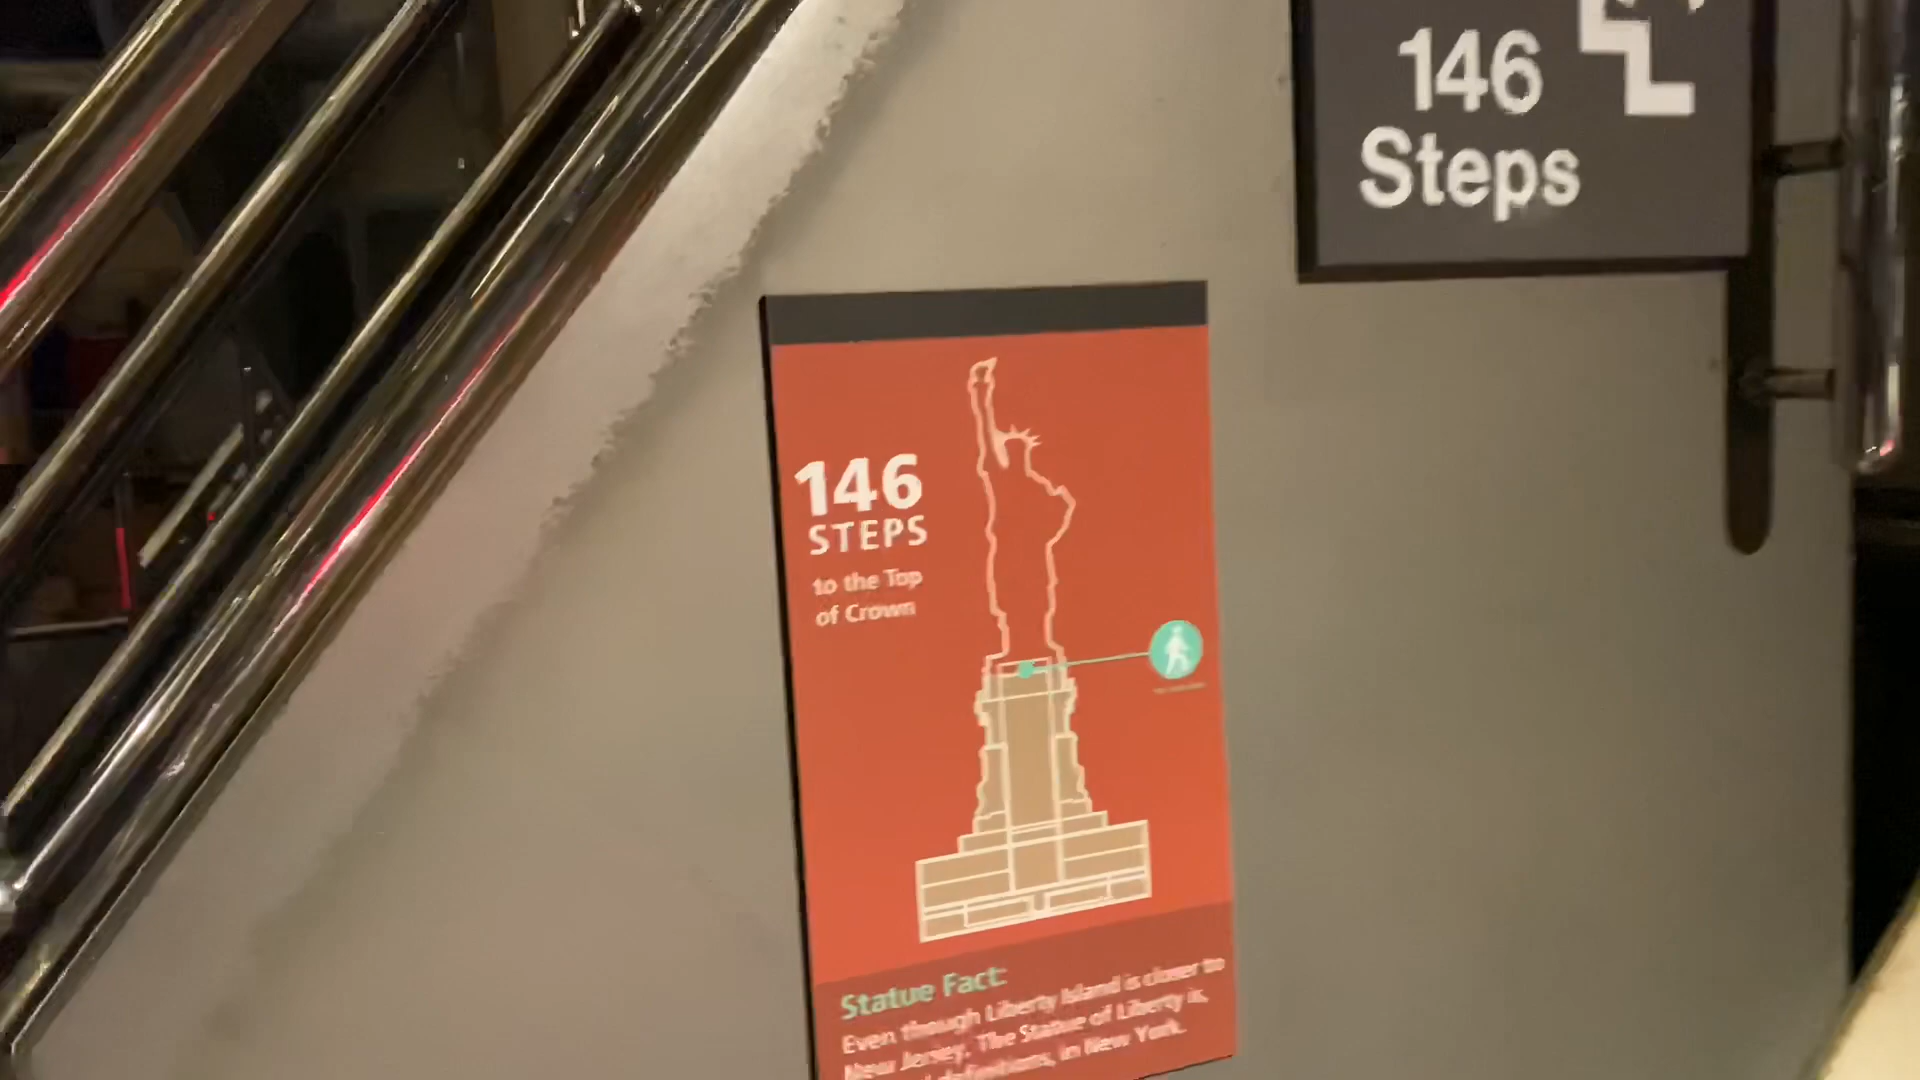 146
Steps
146
STEPS
to the Top
of Crown
Statue Fact:
Even though Liberty Island is closer to
New Jersey, The Statue of Liberty is,
definitions, in New York.